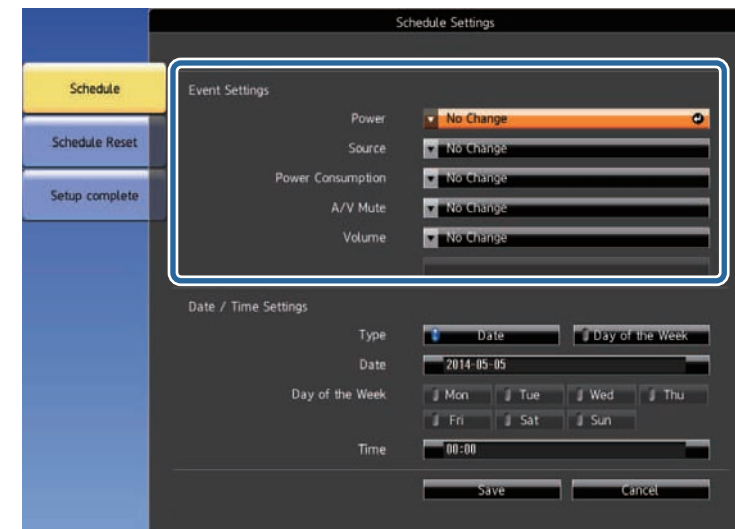 Schedule Settings
Schedule
Schedule Reset
Setup complete
Event Settings
Power No Change
Source No Change
Power Consumption No Change
A/V Mute No Change
Volume No Change
Date / Time Settings
Type Date Day of the Week
Date 2014-05-05
Day of the Week Mon Tue Wed Thu
Fri Sat Sun
Time 00:00
Save Cancel